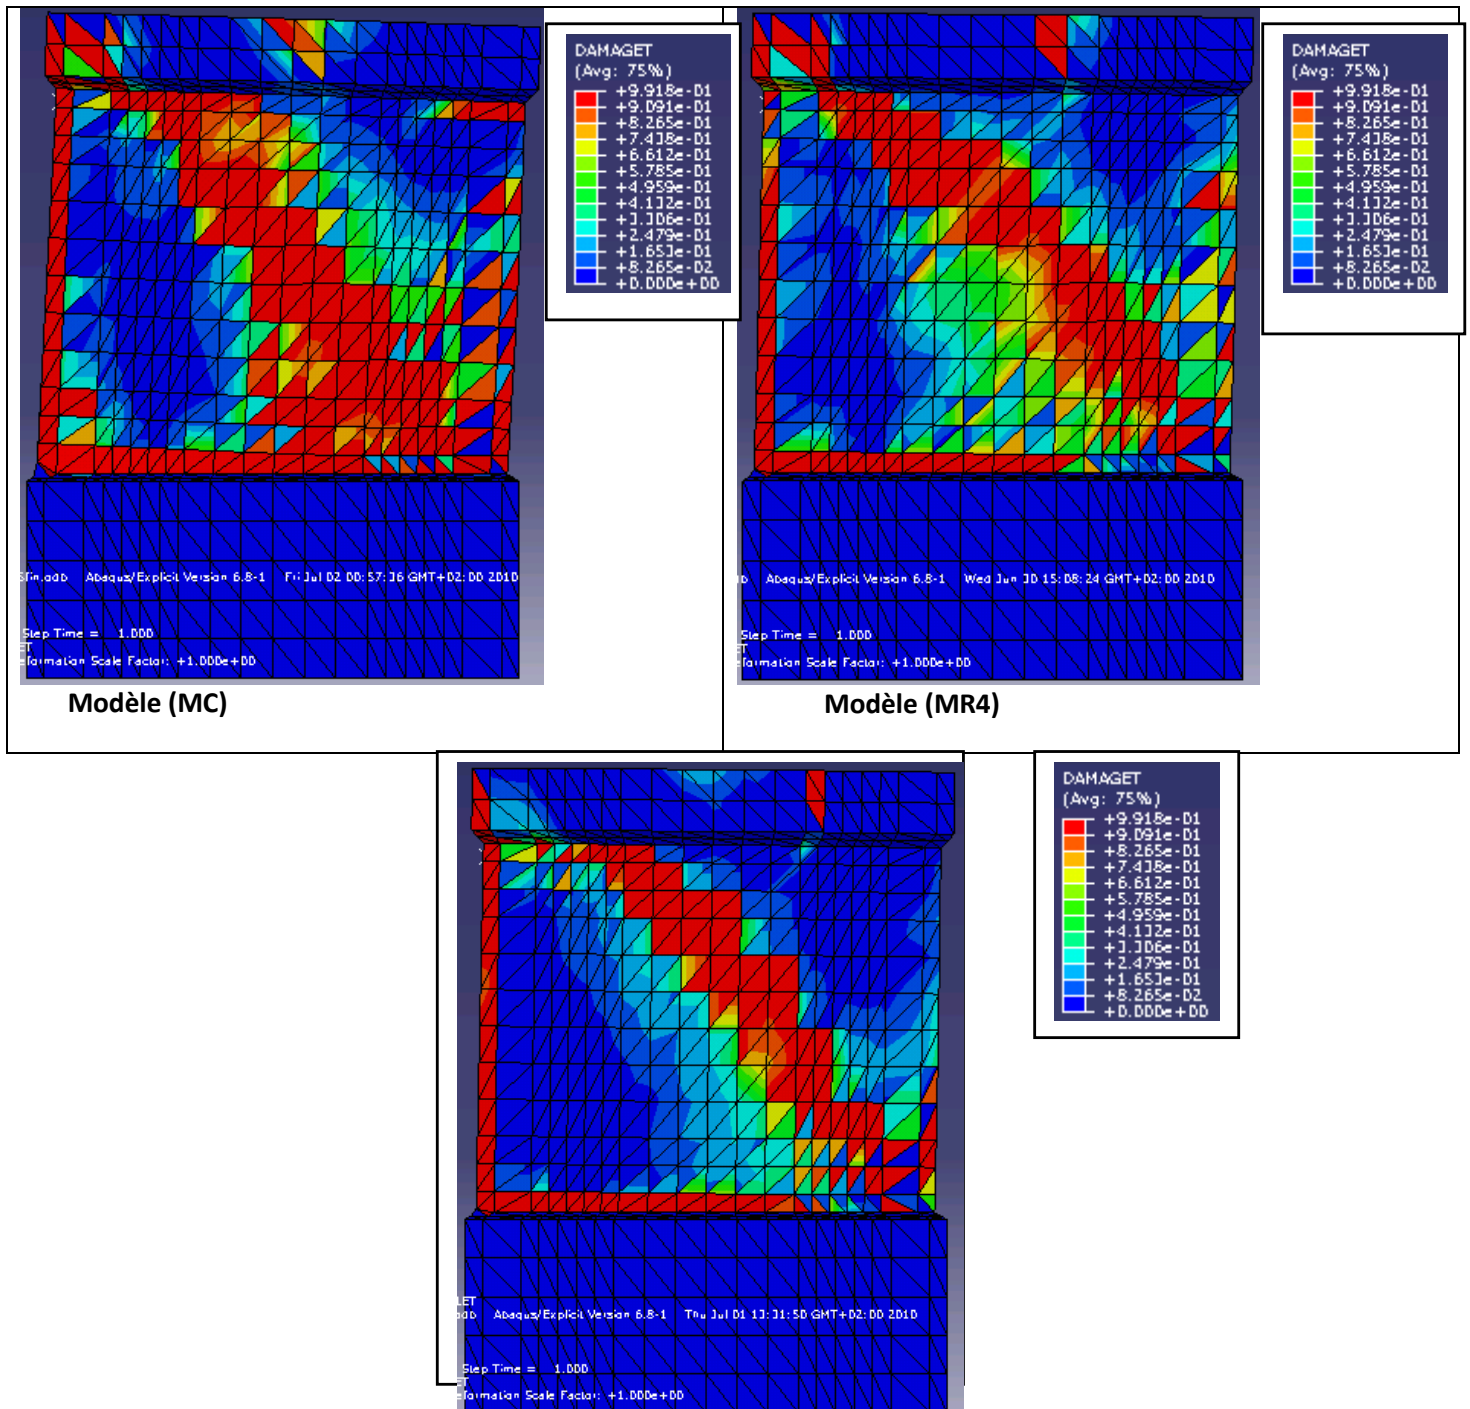 DAMAGET
(Avg: 75%)
+9.918e-01
+9.091e-01
+8.265e-01
+7.438e-01
+6.612e-01
+5.785e-01
+4.959e-01
+4.132e-01
+3.306e-01
+2.479e-01
+1.653e-01
+8.265e-02
+0.000e+00
Abaqus/Explicit Version 6.8-1 Fri Jul 02 00:57:36 GMT+02:00 2010
Step Time = 1.000
ET
eformation Scale Factor: +1.000e+00
Modèle (MC)
DAMAGET
(Avg: 75%)
+9.918e-01
+9.091e-01
+8.265e-01
+7.438e-01
+6.612e-01
+5.785e-01
+4.959e-01
+4.132e-01
+3.306e-01
+2.479e-01
+1.653e-01
+8.265e-02
+0.000e+00
Abaqus/Explicit Version 6.8-1 Wed Jun 30 15:08:24 GMT+02:00 2010
Step Time = 1.000
ET
eformation Scale Factor: +1.000e+00
Modèle (MR4)
DAMAGET
(Avg: 75%)
+9.918e-01
+9.091e-01
+8.265e-01
+7.438e-01
+6.612e-01
+5.785e-01
+4.959e-01
+4.132e-01
+3.306e-01
+2.479e-01
+1.653e-01
+8.265e-02
+0.000e+00
LET
Abaqus/Explicit Version 6.8-1 Thu Jul 01 13:31:50 GMT+02:00 2010
Step Time = 1.000
ET
eformation Scale Factor: +1.000e+00